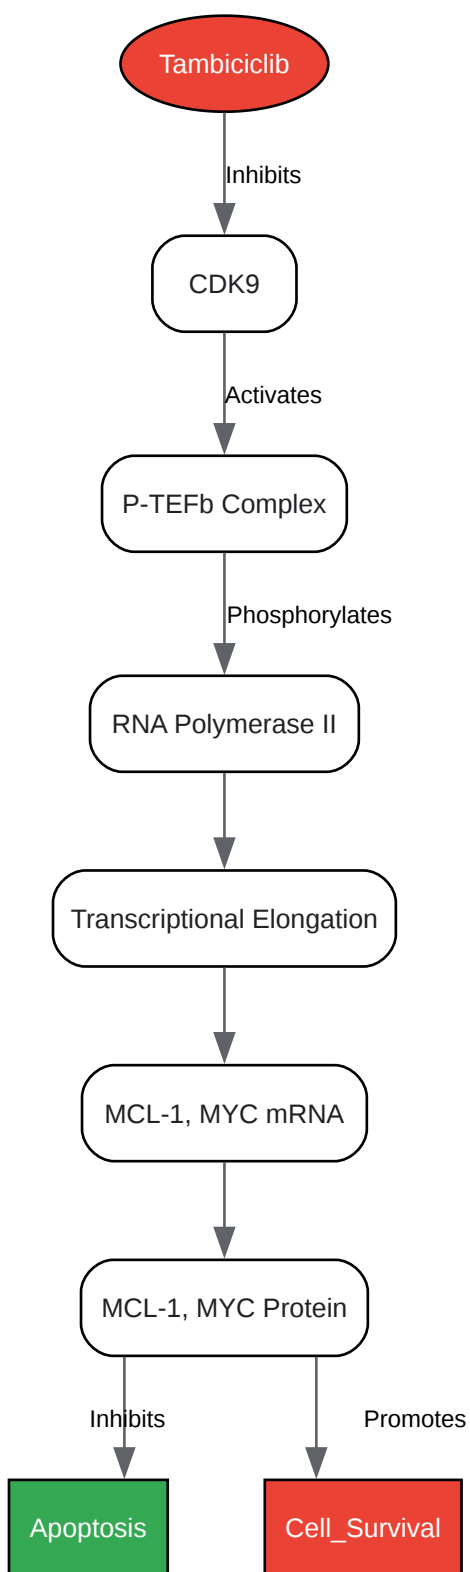 Tambiciclib
Inhibits
CDK9
Activates
P-TEFb Complex
Phosphorylates
RNA Polymerase II
Transcriptional Elongation
MCL-1, MYC mRNA
MCL-1, MYC Protein
Inhibits
Promotes
Apoptosis
Cell_Survival